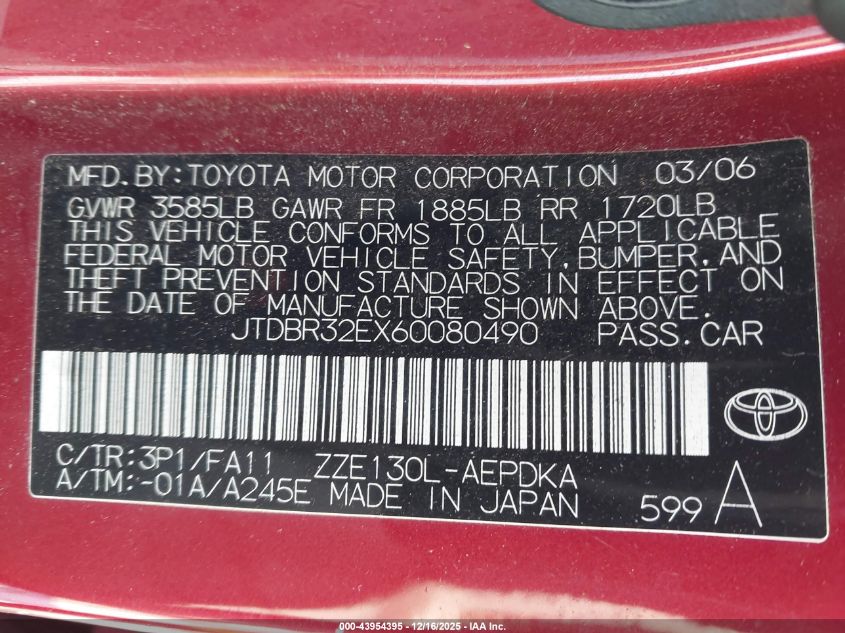 MFD.BY:TOYOTA MOTOR CORPORATION 03/06
GVWR 3585LB GAWR FR 1885LB RR 1720LB
THIS VEHICLE CONFORMS TO ALL APPLICABLE
FEDERAL MOTOR VEHICLE SAFETY,BUMPER,AND
THEFT PREVENTION STANDARDS IN EFFECT ON
THE DATE OF MANUFACTURE SHOWN ABOVE.
JTDBR32EX60080490 PASS.CAR
C/TR:3P1/FA11 ZZE130L-AEPDKA
A/TM:-01A/A245E MADE IN JAPAN 599 A
000-43954395 | 12/16/2025 | IAA Inc.